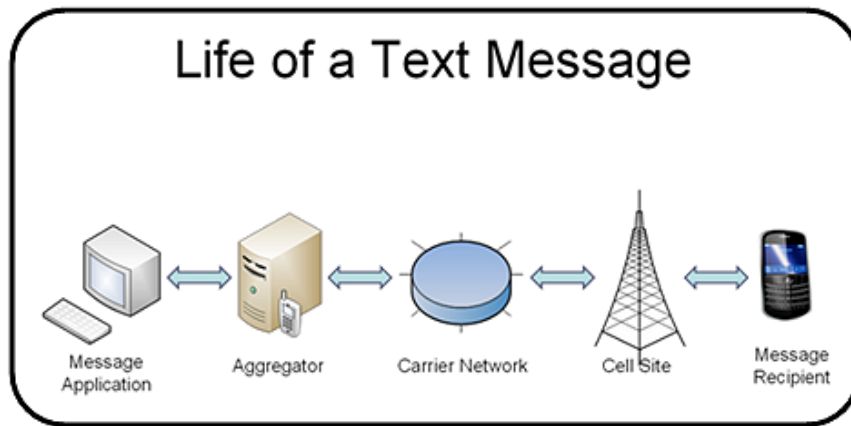 Life of a Text Message
Message
Application
Aggregator
Carrier Network
Cell Site
Message
Recipient